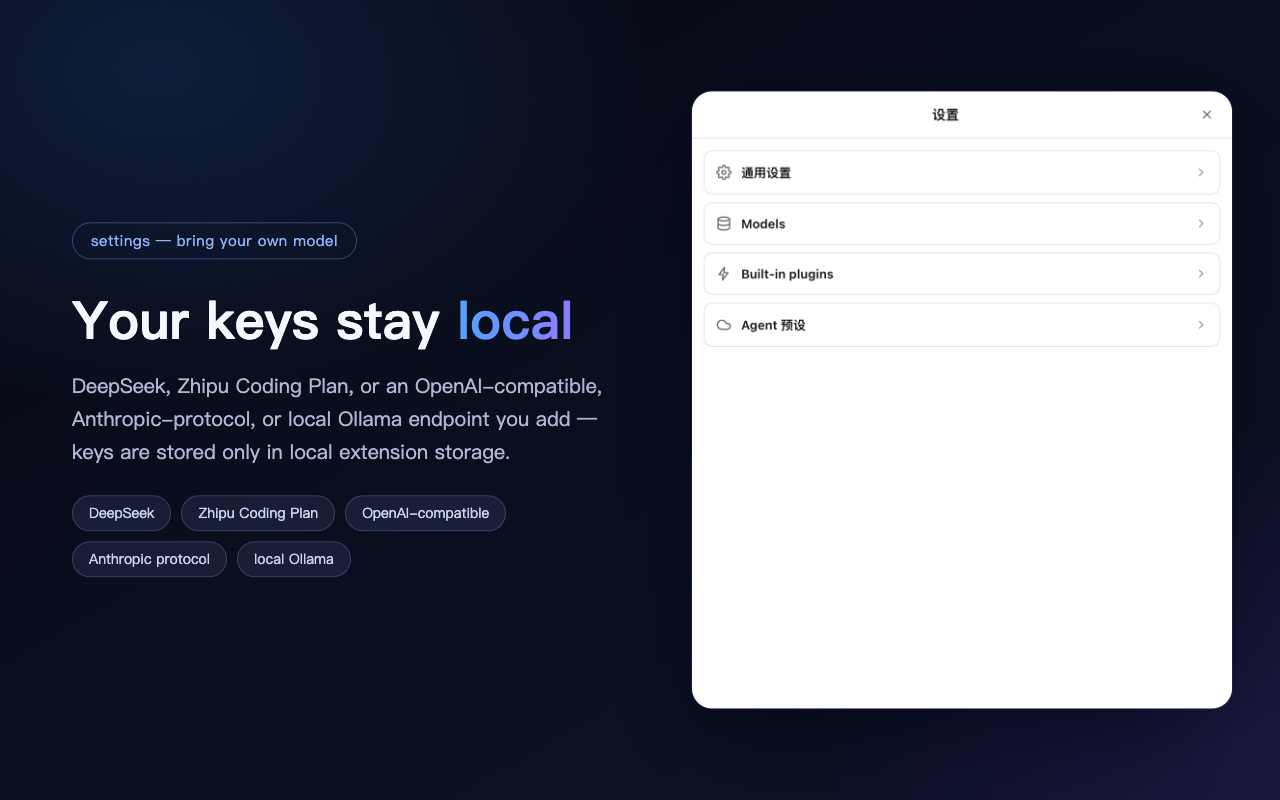 settings — bring your own model
Your keys stay local
DeepSeek, Zhipu Coding Plan, or an OpenAI-compatible,
Anthropic-protocol, or local Ollama endpoint you add —
keys are stored only in local extension storage.
DeepSeek
Zhipu Coding Plan
OpenAI-compatible
Anthropic protocol
local Ollama
设置
通用设置
Models
Built-in plugins
Agent 预设